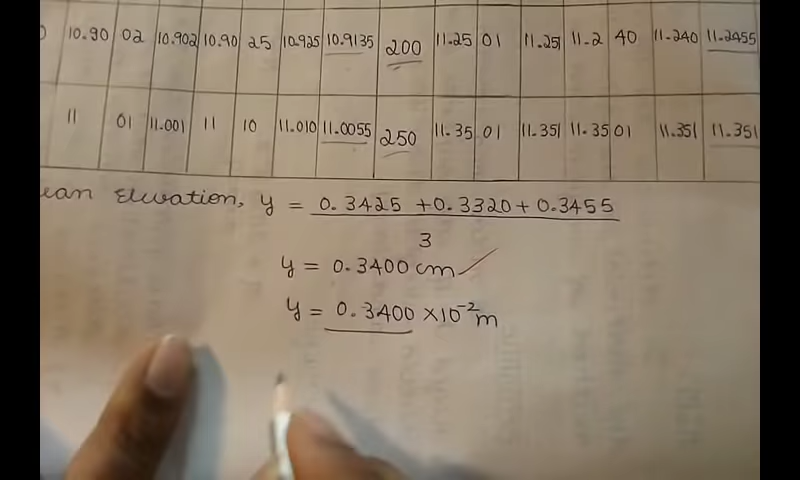 10.90 02 10.902 10.90 25 10.925 10.9135 200 11.25 01 11.251 11.2 40 11.240 11.2455
11 01 11.001 11 10 11.010 11.0055 250 11.35 01 11.351 11.35 01 11.351 11.351
ean Elevation, y = 0.3425 + 0.3320 + 0.3455
3
y = 0.3400 cm
y = 0.3400 × 10⁻² m